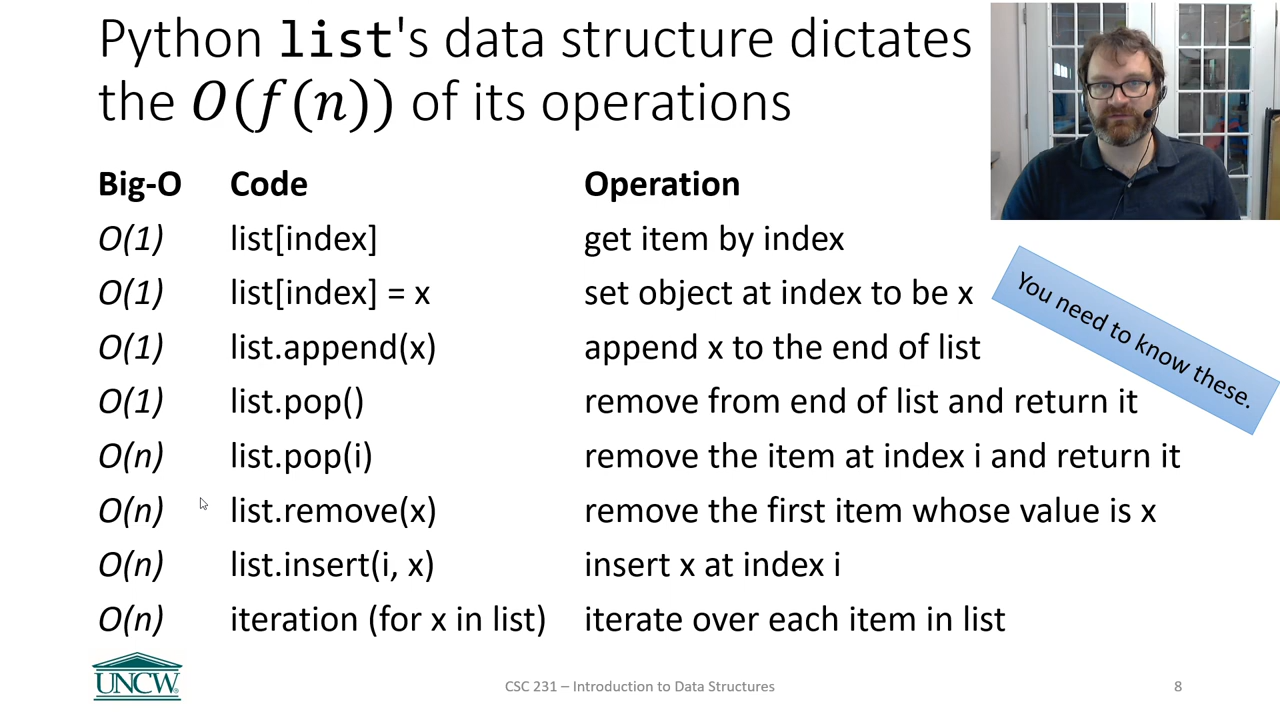 Python list's data structure dictates
the O(f(n)) of its operations
Big-O Code Operation
O(1) list[index] get item by index
O(1) list[index] = x set object at index to be x
O(1) list.append(x) append x to the end of list
O(1) list.pop() remove from end of list and return it
O(n) list.pop(i) remove the item at index i and return it
O(n) list.remove(x) remove the first item whose value is x
O(n) list.insert(i, x) insert x at index i
O(n) iteration (for x in list) iterate over each item in list
You need to know these.
UNCW
CSC 231 – Introduction to Data Structures
8